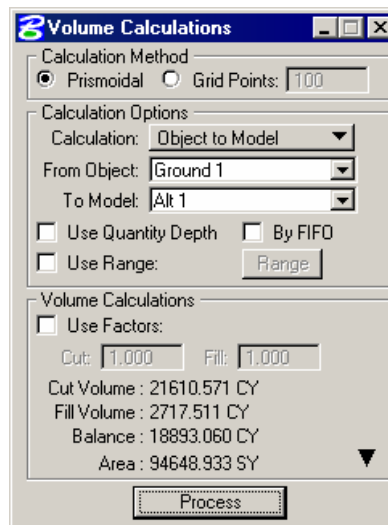 Volume Calculations
Calculation Method
Prismoidal Grid Points: 100
Calculation Options
Calculation: Object to Model
From Object: Ground 1
To Model: Alt 1
Use Quantity Depth By FIFO
Use Range: Range
Volume Calculations
Use Factors:
Cut: 1.000 Fill: 1.000
Cut Volume : 21610.571 CY
Fill Volume : 2717.511 CY
Balance : 18893.060 CY
Area : 94648.933 SY
Process